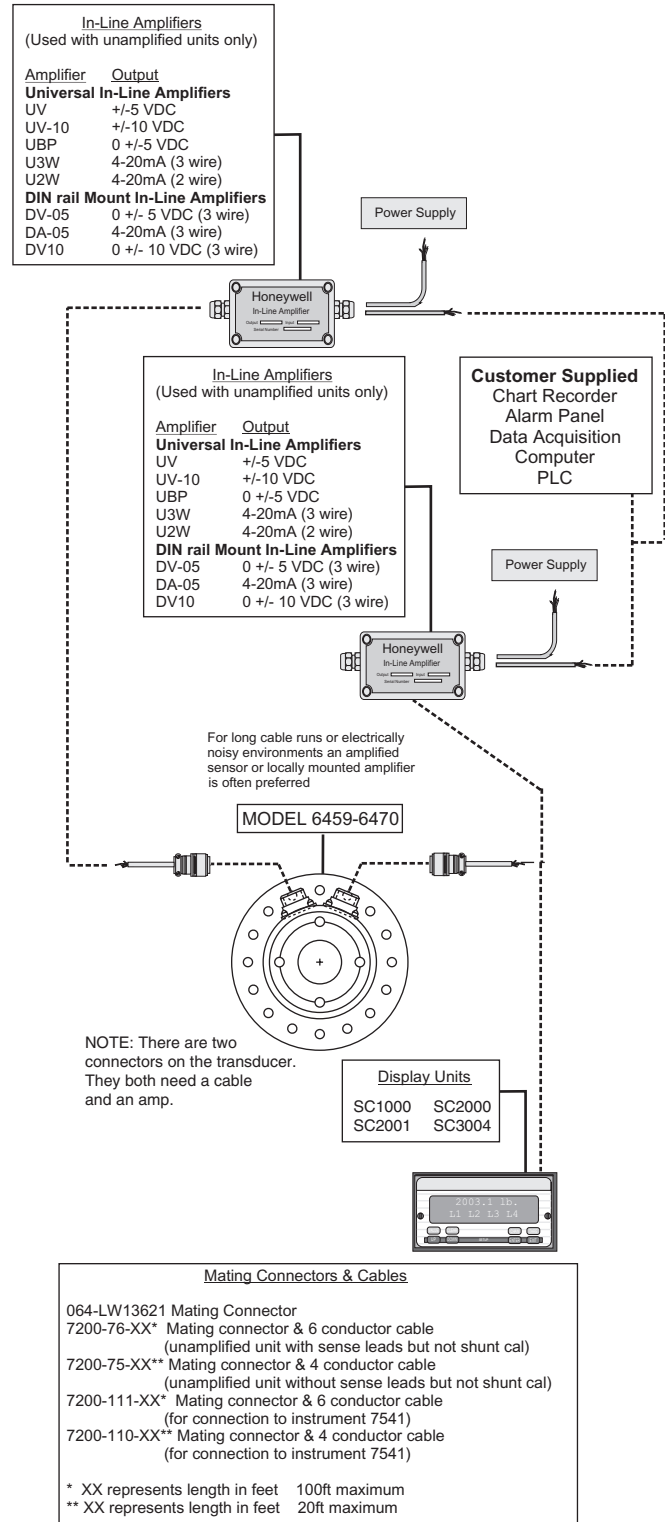 In-Line Amplifiers
(Used with unamplified units only)
Amplifier Output
Universal In-Line Amplifiers
UV +/-5 VDC
UV-10 +/-10 VDC
UBP 0 +/-5 VDC
U3W 4-20mA (3 wire)
U2W 4-20mA (2 wire)
DIN rail Mount In-Line Amplifiers
DV-05 0 +/- 5 VDC (3 wire)
DA-05 4-20mA (3 wire)
DV10 0 +/- 10 VDC (3 wire)
Power Supply
Honeywell
In-Line Amplifier
Output Input
Serial Number
In-Line Amplifiers
(Used with unamplified units only)
Amplifier Output
Universal In-Line Amplifiers
UV +/-5 VDC
UV-10 +/-10 VDC
UBP 0 +/-5 VDC
U3W 4-20mA (3 wire)
U2W 4-20mA (2 wire)
DIN rail Mount In-Line Amplifiers
DV-05 0 +/- 5 VDC (3 wire)
DA-05 4-20mA (3 wire)
DV10 0 +/- 10 VDC (3 wire)
Customer Supplied
Chart Recorder
Alarm Panel
Data Acquisition
Computer
PLC
Power Supply
Honeywell
In-Line Amplifier
Output Input
Serial Number
For long cable runs or electrically
noisy environments an amplified
sensor or locally mounted amplifier
is often preferred
MODEL 6459-6470
NOTE: There are two
connectors on the transducer.
They both need a cable
and an amp.
Display Units
SC1000 SC2000
SC2001 SC3004
2003.1 lb.
L1 L2 L3 L4
Mating Connectors & Cables
064-LW13621 Mating Connector
7200-76-XX* Mating connector & 6 conductor cable
(unamplified unit with sense leads but not shunt cal)
7200-75-XX** Mating connector & 4 conductor cable
(unamplified unit without sense leads but not shunt cal)
7200-111-XX* Mating connector & 6 conductor cable
(for connection to instrument 7541)
7200-110-XX** Mating connector & 4 conductor cable
(for connection to instrument 7541)
* XX represents length in feet 100ft maximum
** XX represents length in feet 20ft maximum